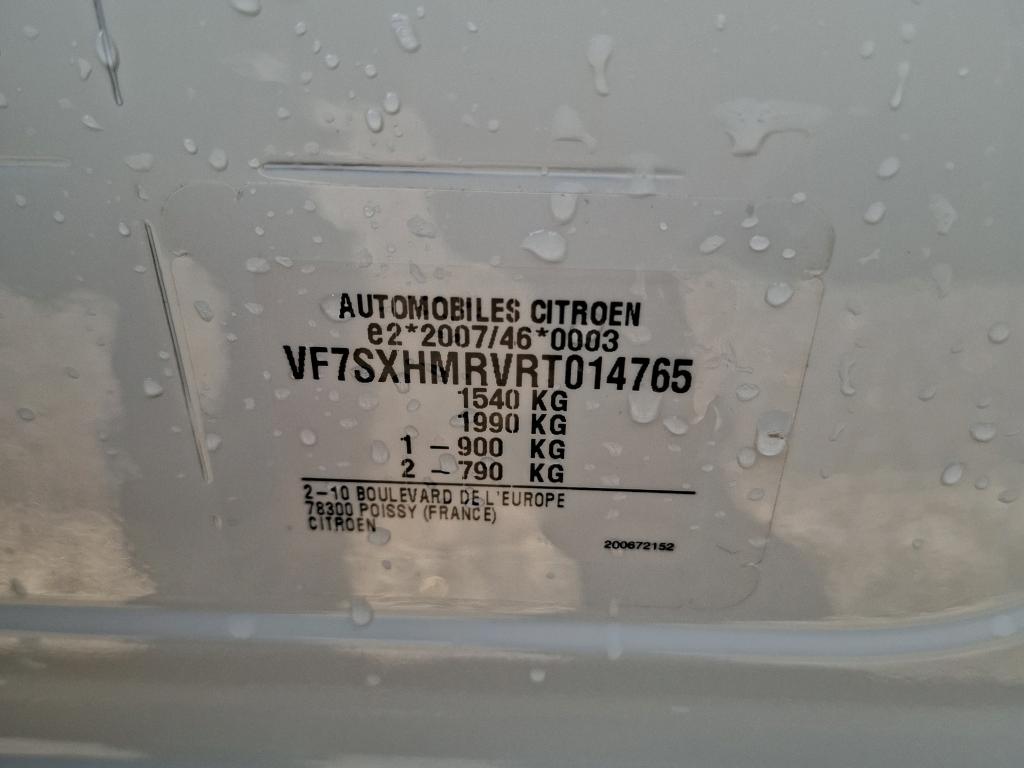 AUTOMOBILES CITROEN
e2*2007/46*0003
VF7SXHMRVRT014765
1540 KG
1990 KG
1 – 900 KG
2 – 790 KG
2–10 BOULEVARD DE L'EUROPE
78300 POISSY (FRANCE)
CITROEN
200672152